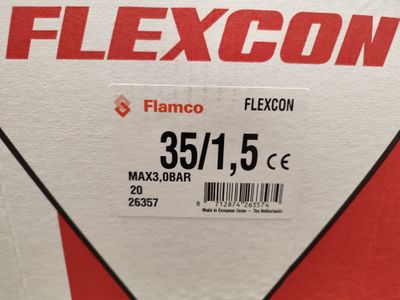 FLEXCON
Flamco FLEXCON
35/1,5 CE
MAX3,0BAR
20
26357
8 712874 263574
Made in European Union - The Netherlands